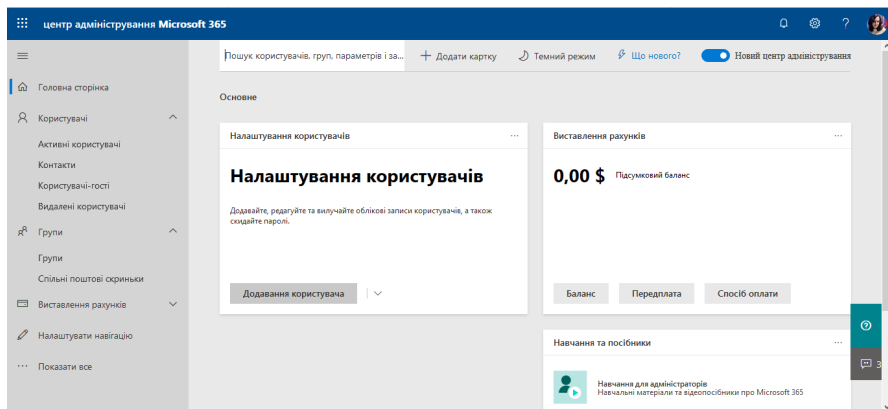 центр адміністрування Microsoft 365
?
Пошук користувачів, груп, параметрів і за...
Додати картку
Темний режим
Що нового?
Новий центр адміністрування
Головна сторінка
Користувачі
Активні користувачі
Контакти
Користувачі-гості
Видалені користувачі
Групи
Групи
Спільні поштові скриньки
Виставлення рахунків
Налаштувати навігацію
Показати все
Основне
Налаштування користувачів
Налаштування користувачів
Додавайте, редагуйте та вилучайте облікові записи користувачів, а також
скидайте паролі.
Додавання користувача
Виставлення рахунків
0,00 $ Підсумковий баланс
Баланс
Передплата
Спосіб оплати
Навчання та посібники
Навчання для адміністраторів
Навчальні матеріали та відеопосібники про Microsoft 365